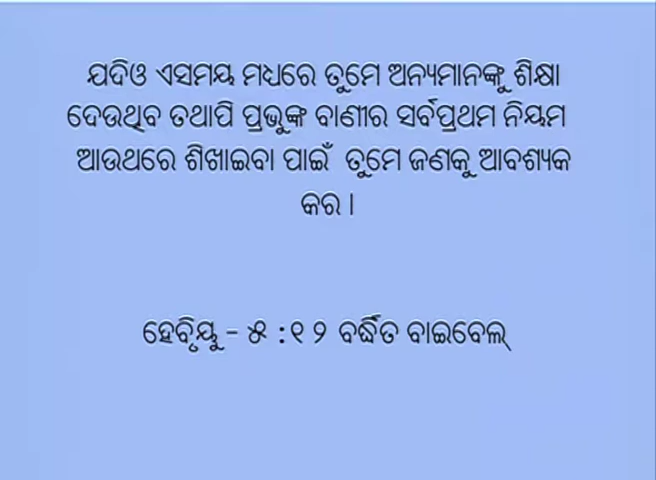 ଯଦିଓ ଏସମୟ ମଧ୍ୟରେ ତୁମେ ଅନ୍ୟମାନଙ୍କୁ ଶିକ୍ଷା
ଦେଉଥିବ ତଥାପି ପ୍ରଭୁଙ୍କ ବାଣୀର ସର୍ବପ୍ରଥମ ନିୟମ
ଆଉଥରେ ଶିଖାଇବା ପାଇଁ ତୁମେ ଜଣକୁ ଆବଶ୍ୟକ
କର ।
ହେବ୍ରିୟୁ - ୫ :୧୨ ବର୍ଦ୍ଧିତ ବାଇବେଲ୍